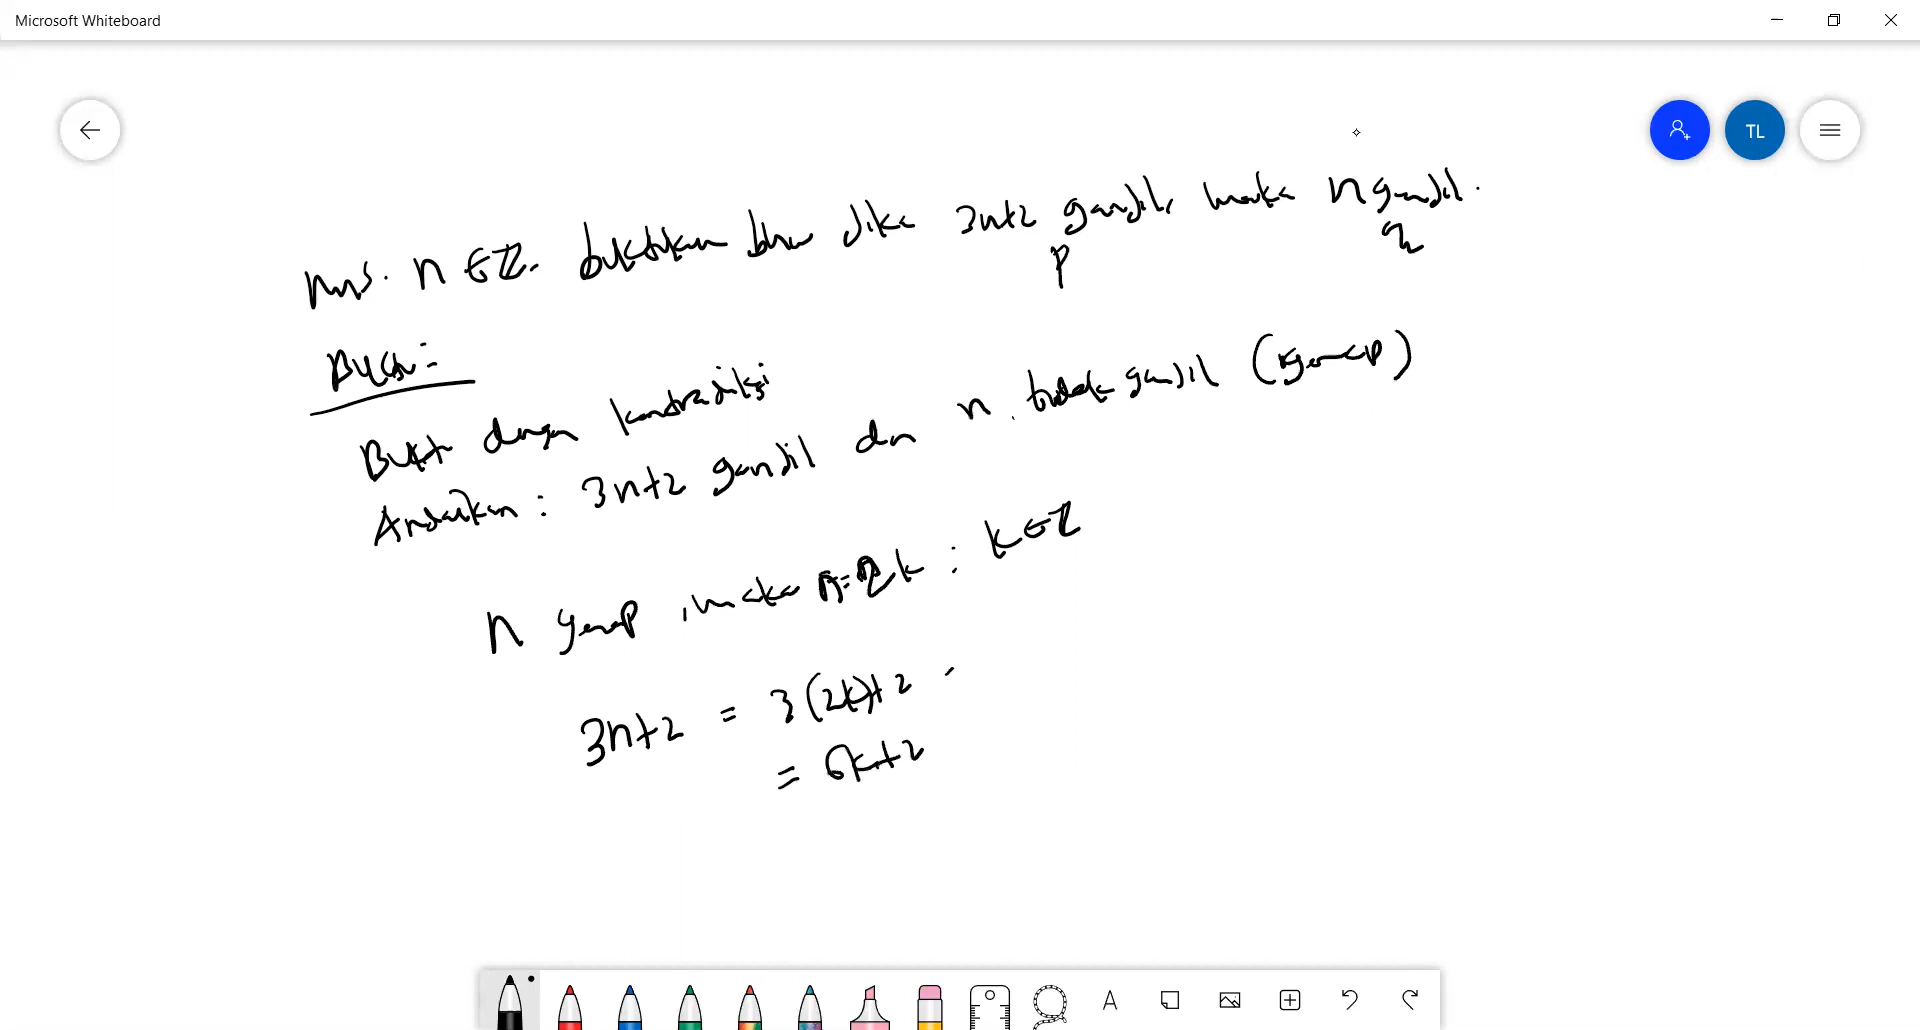 Microsoft Whiteboard
TL
mis. n ∈ Z. buktikan bhw jika 3n+2 ganjil, maka n ganjil.
p q
Bukti:
Bukti dengan kontradiksi
Andaikan : 3n+2 ganjil dan n tidak ganjil (genap)
n genap, maka n=2k ; k ∈ Z
3n+2 = 3(2k)+2
= 6k+2